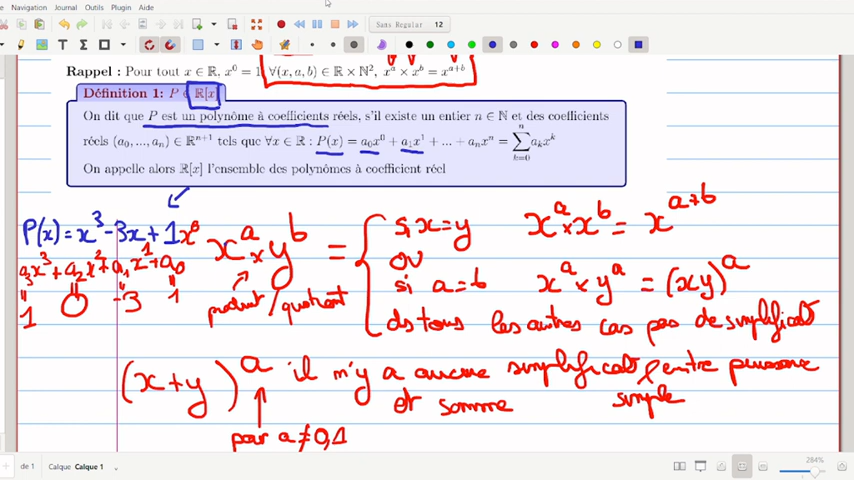 Navigation Journal Outils Plugin Aide
Sans Regular 12
Rappel : Pour tout x ∈ ℝ, x⁰ = 1, ∀(x, a, b) ∈ ℝ × ℕ², xᵃ × xᵇ = xᵃ⁺ᵇ
Définition 1: P ∈ ℝ[x]
On dit que P est un polynôme à coefficients réels, s'il existe un entier n ∈ ℕ et des coefficients
réels (a₀, ..., aₙ) ∈ ℝⁿ⁺¹ tels que ∀x ∈ ℝ : P(x) = a₀x⁰ + a₁x¹ + ... + aₙxⁿ = ∑ₖ₌₀ⁿ aₖxᵏ
On appelle alors ℝ[x] l'ensemble des polynômes à coefficient réel
P(x) = x³ - 3x + 1x⁰
a₃x³ + a₂x² + a₁x¹ + a₀
" " " "
1 0 -3 1
xᵃ × yᵇ = {
produit / quotient
si x = y xᵃ × xᵇ = xᵃ⁺ᵇ
ou
si a = b xᵃ × yᵃ = (xy)ᵃ
ds tous les autres cas pas de simplificat°
(x + y)ᵃ il n'y a aucune simplificat° entre puissance
et somme simple
pour a ≠ 0,1
de 1 Calque Calque 1 284%